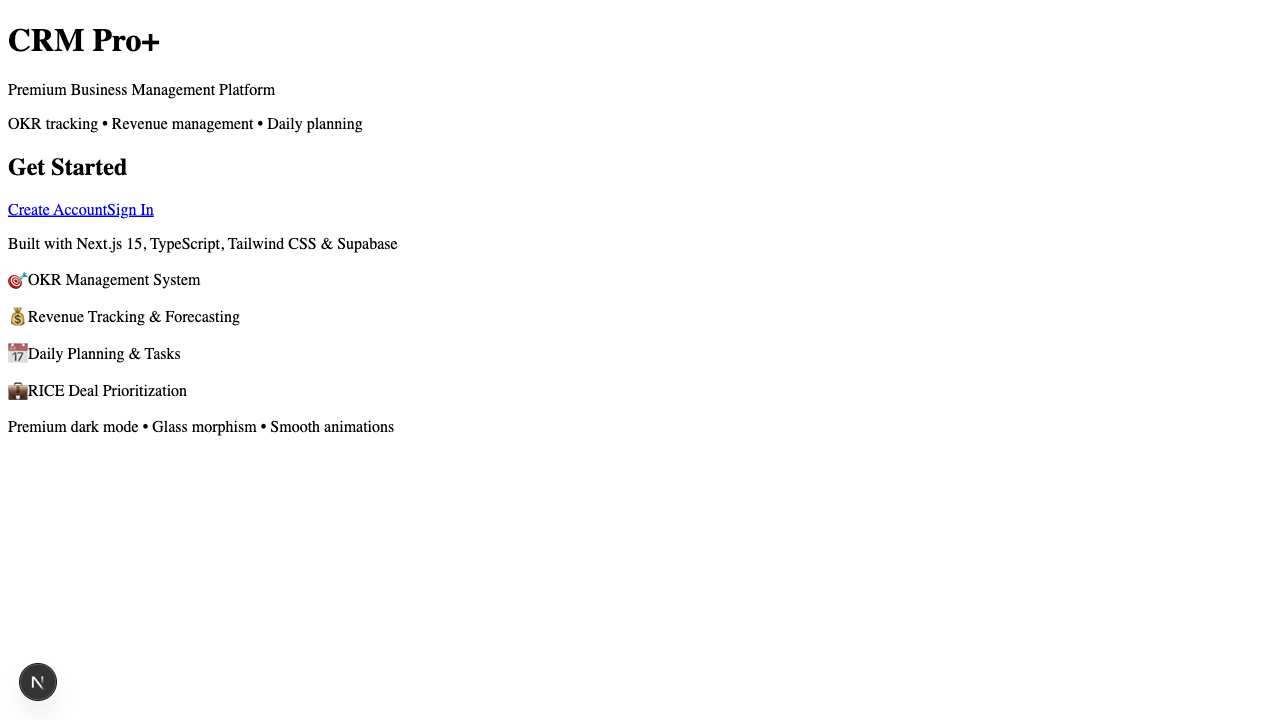 CRM Pro+
Premium Business Management Platform
OKR tracking • Revenue management • Daily planning
Get Started
Create AccountSign In
Built with Next.js 15, TypeScript, Tailwind CSS & Supabase
🎯OKR Management System
💰Revenue Tracking & Forecasting
📅Daily Planning & Tasks
💼RICE Deal Prioritization
Premium dark mode • Glass morphism • Smooth animations
N